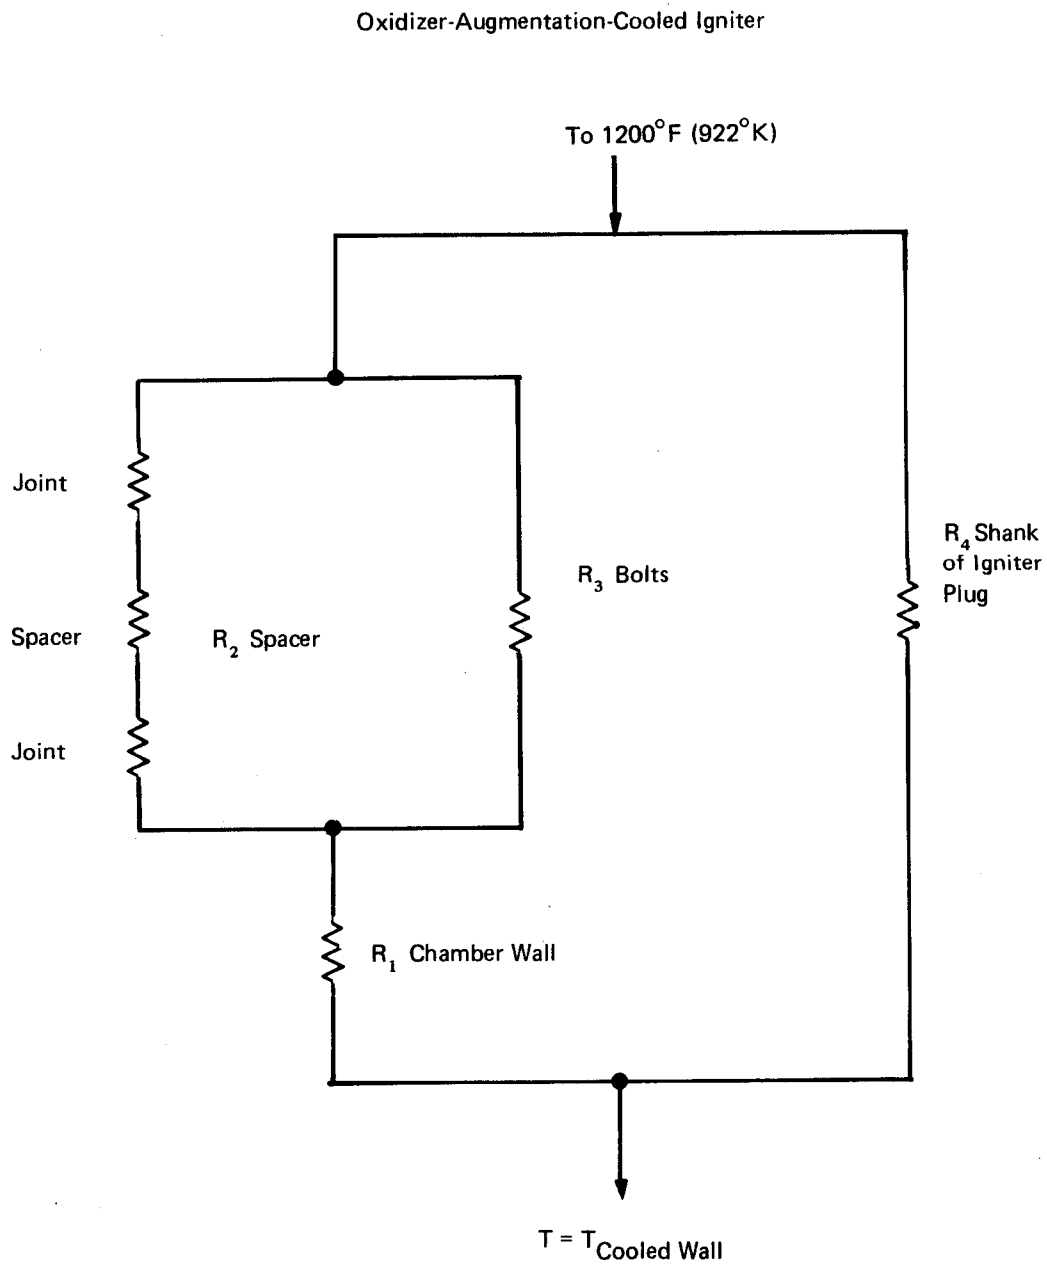 Oxidizer-Augmentation-Cooled Igniter
To 1200°F (922°K)
Joint
R4 Shank
of Igniter
Plug
R3 Bolts
Spacer
R2 Spacer
Joint
R1 Chamber Wall
T = TCooled Wall